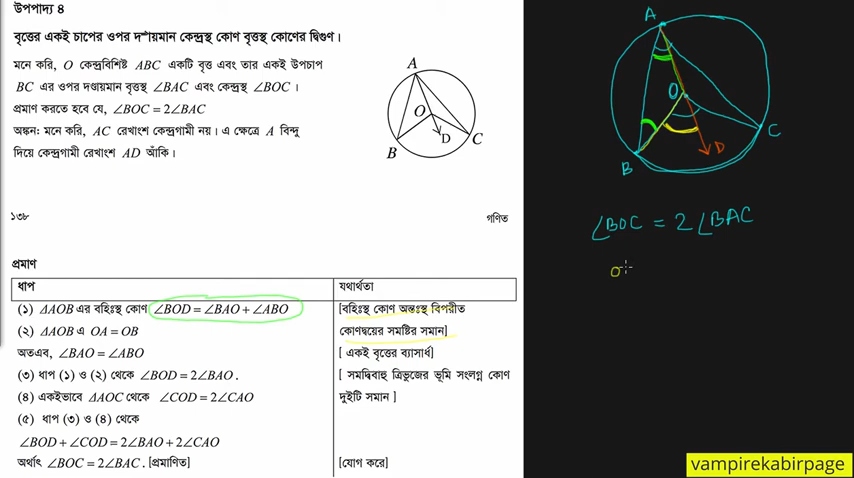 উপপাদ্য ৪
বৃত্তের একই চাপের ওপর দণ্ডায়মান কেন্দ্রস্থ কোণ বৃত্তস্থ কোণের দ্বিগুণ।
মনে করি, O কেন্দ্রবিশিষ্ট ABC একটি বৃত্ত এবং তার একই উপচাপ
BC এর ওপর দণ্ডায়মান বৃত্তস্থ ∠BAC এবং কেন্দ্রস্থ ∠BOC ।
প্রমাণ করতে হবে যে, ∠BOC = 2∠BAC
অঙ্কন: মনে করি, AC রেখাংশ কেন্দ্রগামী নয়। এ ক্ষেত্রে A বিন্দু
দিয়ে কেন্দ্রগামী রেখাংশ AD আঁকি।
A
O
D
B
C
১৩৮
গণিত
প্রমাণ
ধাপ
যথার্থতা
(১) ΔAOB এর বহিঃস্থ কোণ ∠BOD = ∠BAO + ∠ABO
[বহিঃস্থ কোণ অন্তঃস্থ বিপরীত
(২) ΔAOB এ OA = OB
কোণদ্বয়ের সমষ্টির সমান]
অতএব, ∠BAO = ∠ABO
[ একই বৃত্তের ব্যাসার্ধ]
(৩) ধাপ (১) ও (২) থেকে ∠BOD = 2∠BAO .
[ সমদ্বিবাহু ত্রিভুজের ভূমি সংলগ্ন কোণ
(৪) একইভাবে ΔAOC থেকে ∠COD = 2∠CAO
দুইটি সমান ]
(৫) ধাপ (৩) ও (৪) থেকে
∠BOD + ∠COD = 2∠BAO + 2∠CAO
অর্থাৎ ∠BOC = 2∠BAC . [প্রমাণিত]
[যোগ করে]
A
O
B
C
D
∠BOC = 2 ∠BAC
vampirekabirpage